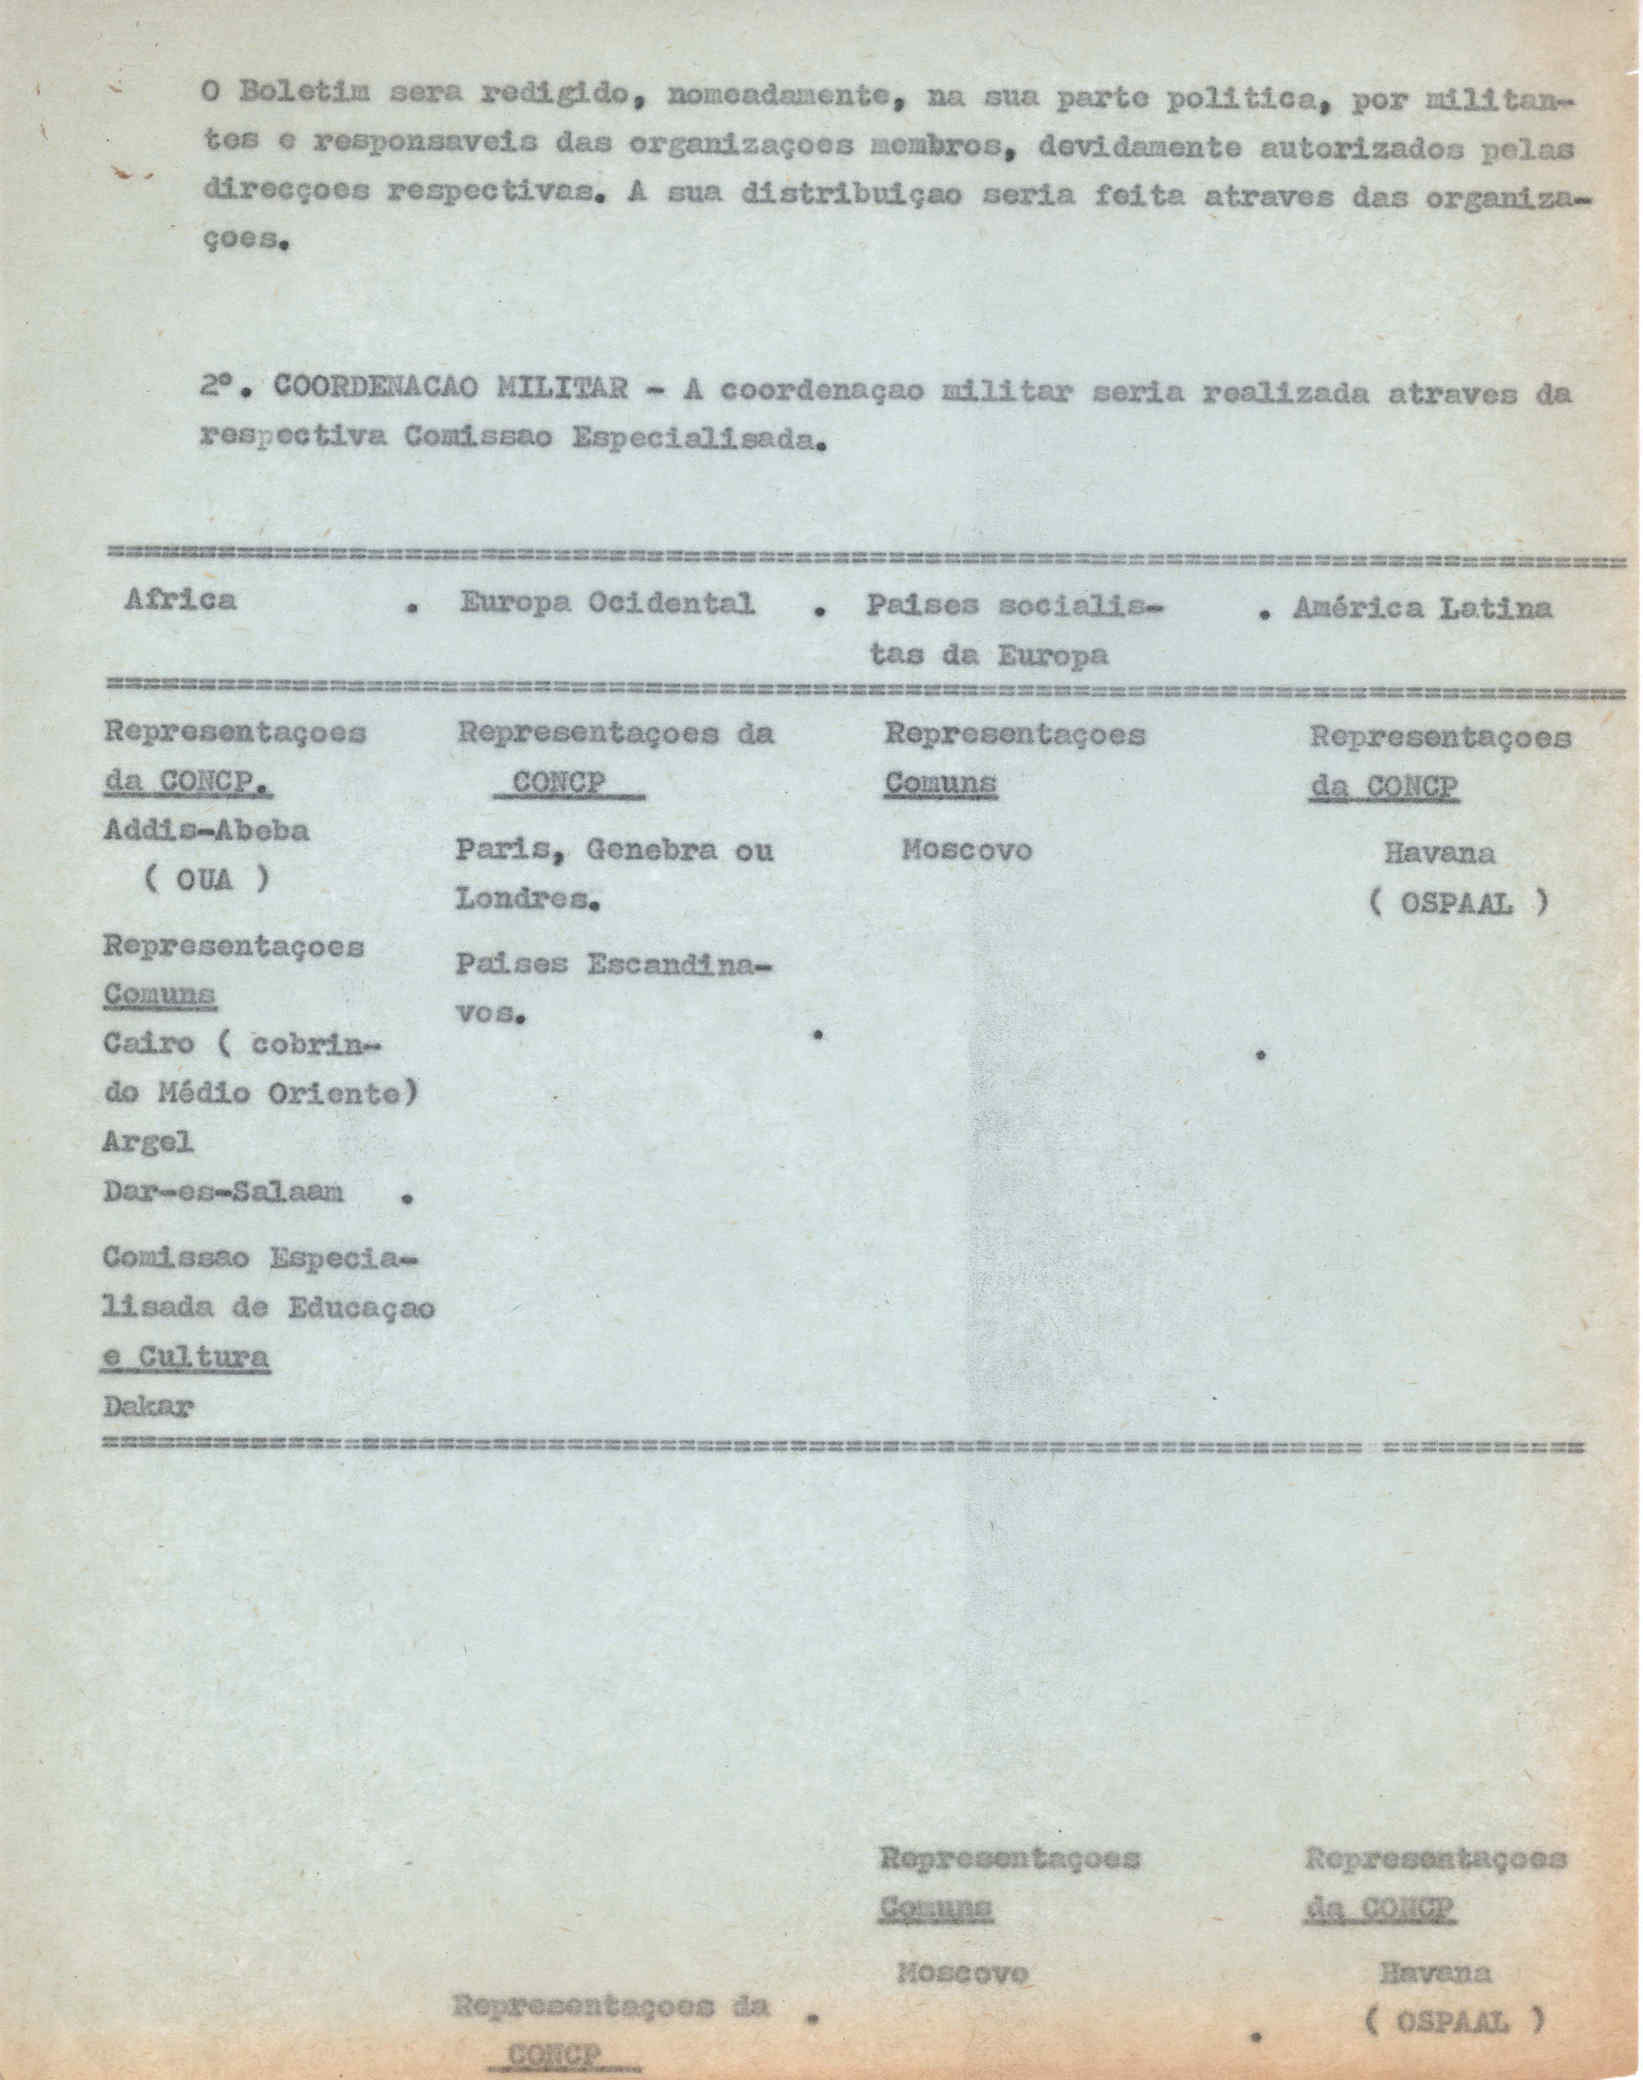 O Boletim sera redigido, nomeadamente, na sua parte politica, por militan-
tes e responsaveis das organizaçoes membros, devidamente autorizados pelas
direcçoes respectivas. A sua distribuiçao seria feita atraves das organiza-
çoes.
2º. COORDENACAO MILITAR - A coordenaçao militar seria realizada atraves da
respectiva Comissao Especialisada.
Africa . Europa Ocidental . Paises socialis- . América Latina
tas da Europa
Representaçoes Representaçoes da Representaçoes Representaçoes
da CONCP. CONCP Comuns da CONCP
Addis-Abeba Paris, Genebra ou Moscovo Havana
( OUA ) Londres. ( OSPAAL )
Representaçoes Paises Escandina-
Comuns vos.
Cairo ( cobrin- . .
do Médio Oriente)
Argel
Dar-es-Salaam .
Comissao Especia-
lisada de Educaçao
e Cultura
Dakar
Representaçoes Representaçoes
Comuns da CONCP
Moscovo Havana
Representaçoes da . . ( OSPAAL )
CONCP